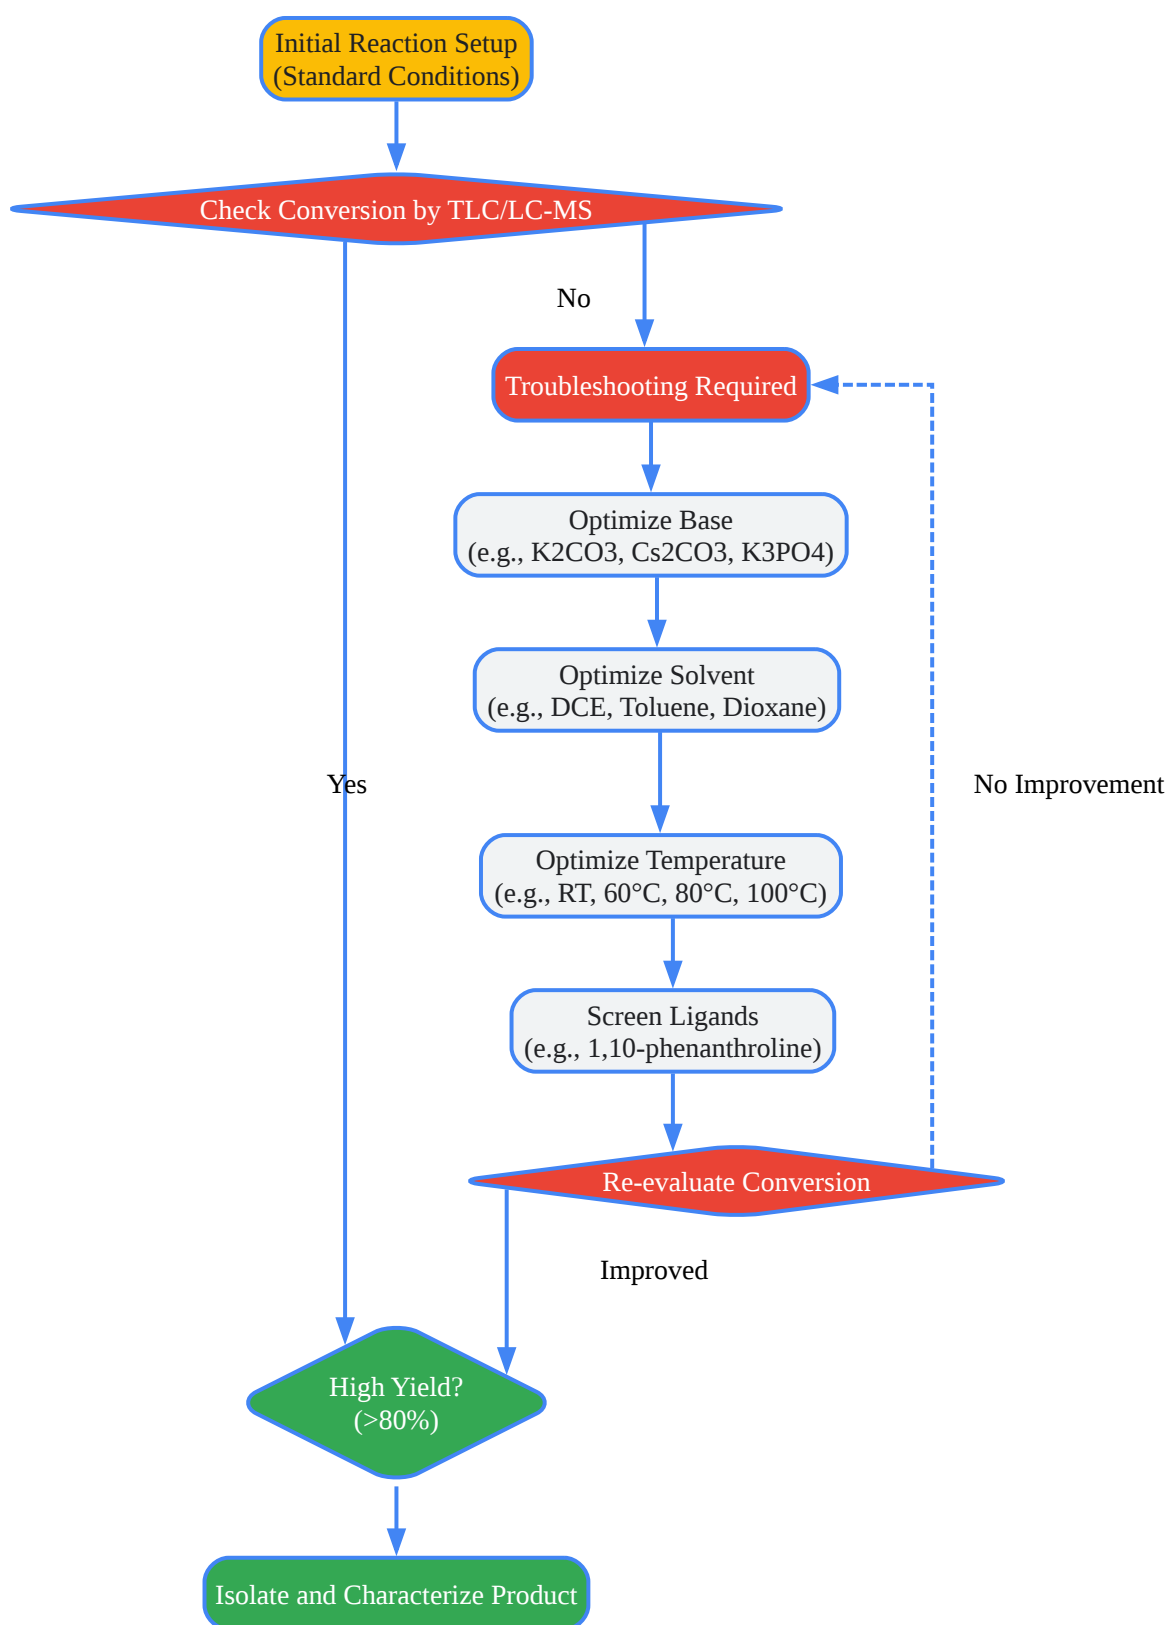 Initial Reaction Setup
(Standard Conditions)
Check Conversion by TLC/LC-MS
No
Troubleshooting Required
Optimize Base
(e.g., K2CO3, Cs2CO3, K3PO4)
Optimize Solvent
(e.g., DCE, Toluene, Dioxane)
Yes
No Improvement
Optimize Temperature
(e.g., RT, 60°C, 80°C, 100°C)
Screen Ligands
(e.g., 1,10-phenanthroline)
Re-evaluate Conversion
Improved
High Yield?
(>80%)
Isolate and Characterize Product